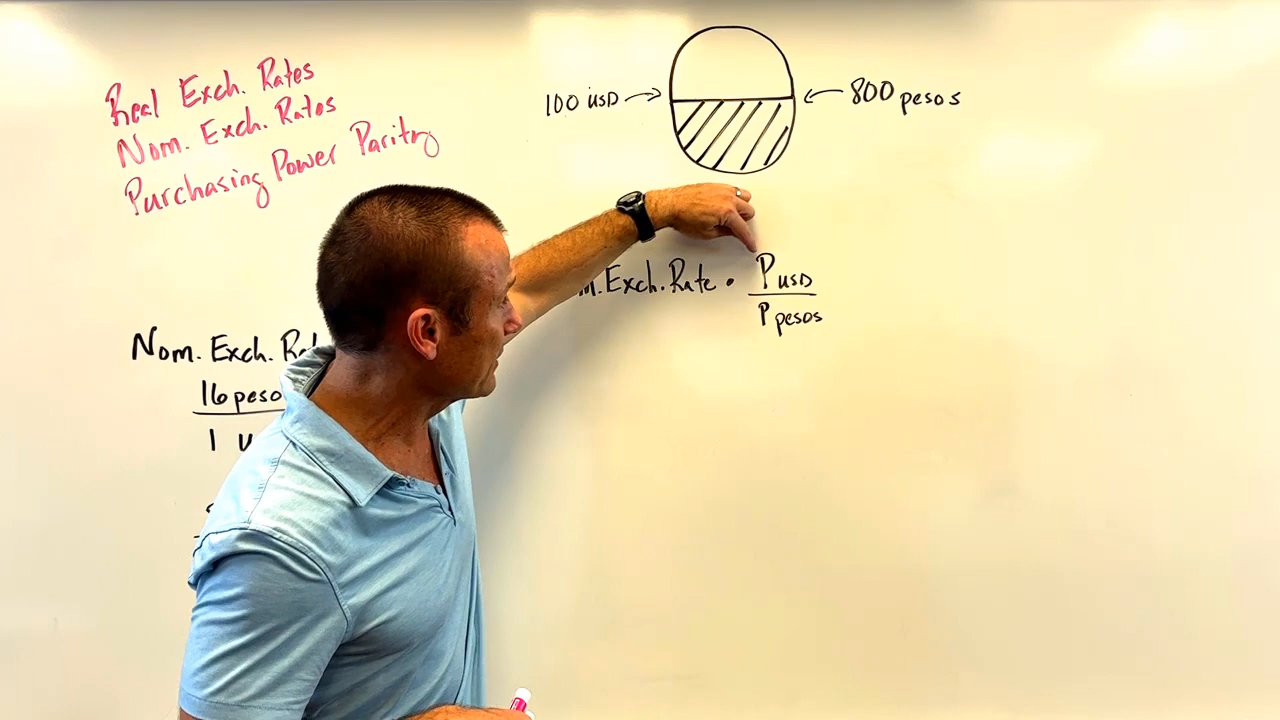 Real Exch. Rates
Nom. Exch. Rates
Purchasing Power Parity
100 USD
800 pesos
Exch. Rate • P USD
P pesos
Nom. Exch.
16
1